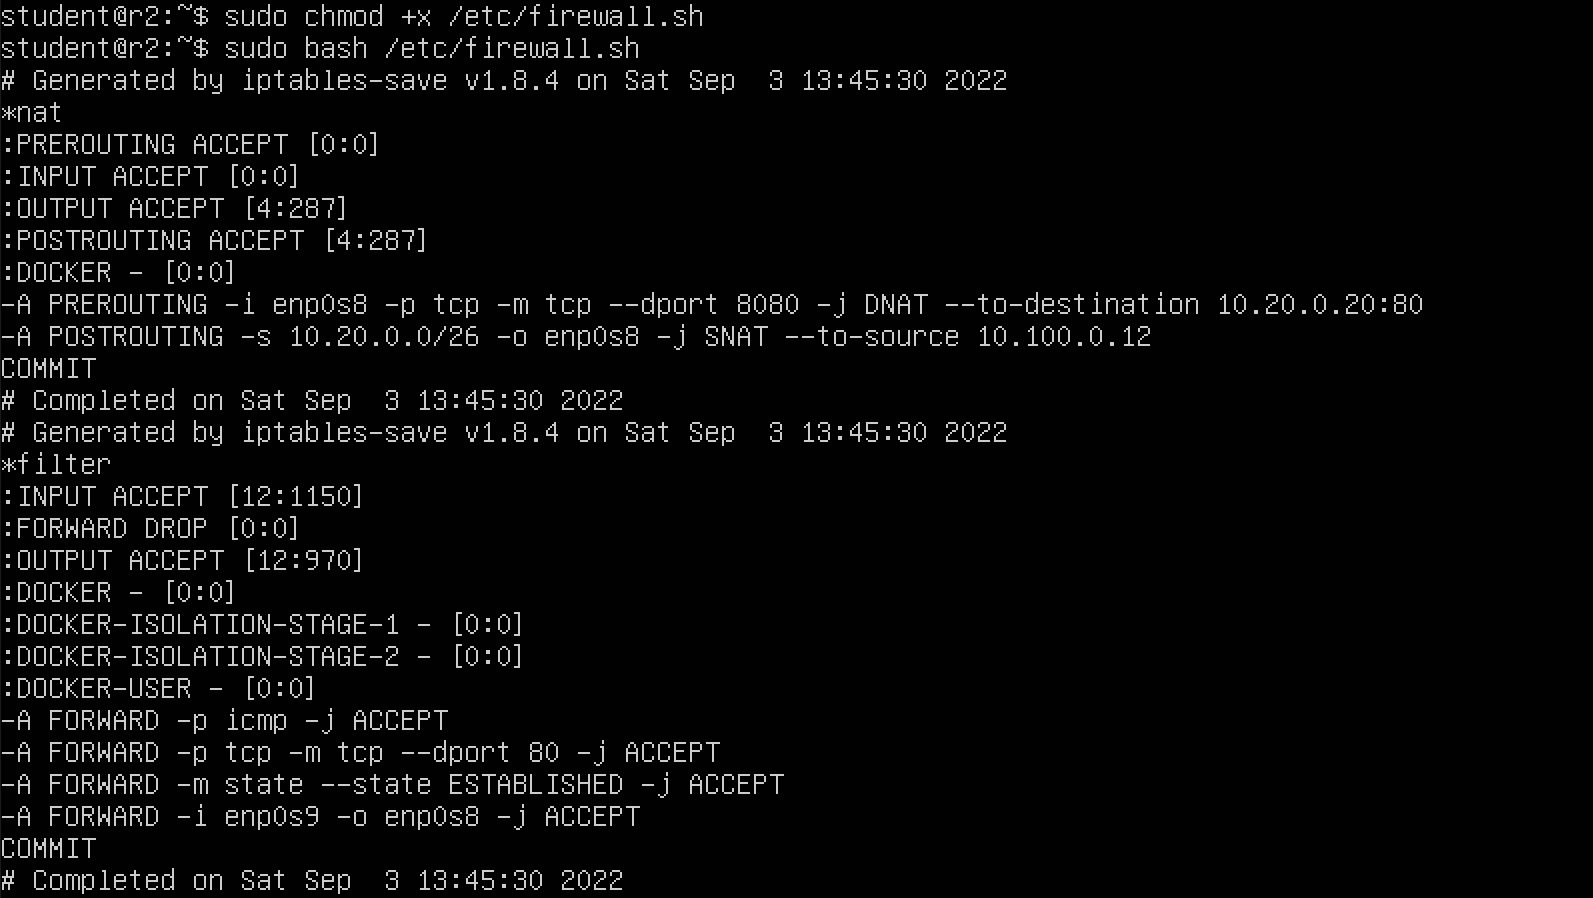 student@r2:~$ sudo chmod +x /etc/firewall.sh
student@r2:~$ sudo bash /etc/firewall.sh
# Generated by iptables-save v1.8.4 on Sat Sep  3 13:45:30 2022
*nat
:PREROUTING ACCEPT [0:0]
:INPUT ACCEPT [0:0]
:OUTPUT ACCEPT [4:287]
:POSTROUTING ACCEPT [4:287]
:DOCKER - [0:0]
-A PREROUTING -i enp0s8 -p tcp -m tcp --dport 8080 -j DNAT --to-destination 10.20.0.20:80
-A POSTROUTING -s 10.20.0.0/26 -o enp0s8 -j SNAT --to-source 10.100.0.12
COMMIT
# Completed on Sat Sep  3 13:45:30 2022
# Generated by iptables-save v1.8.4 on Sat Sep  3 13:45:30 2022
*filter
:INPUT ACCEPT [12:1150]
:FORWARD DROP [0:0]
:OUTPUT ACCEPT [12:970]
:DOCKER - [0:0]
:DOCKER-ISOLATION-STAGE-1 - [0:0]
:DOCKER-ISOLATION-STAGE-2 - [0:0]
:DOCKER-USER - [0:0]
-A FORWARD -p icmp -j ACCEPT
-A FORWARD -p tcp -m tcp --dport 80 -j ACCEPT
-A FORWARD -m state --state ESTABLISHED -j ACCEPT
-A FORWARD -i enp0s9 -o enp0s8 -j ACCEPT
COMMIT
# Completed on Sat Sep  3 13:45:30 2022